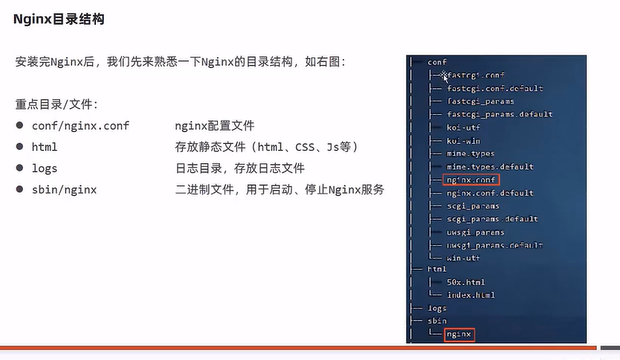 Nginx目录结构
安装完Nginx后，我们先来熟悉一下Nginx的目录结构，如右图：
重点目录/文件：
● conf/nginx.conf nginx配置文件
● html 存放静态文件（html、CSS、Js等）
● logs 日志目录，存放日志文件
● sbin/nginx 二进制文件，用于启动、停止Nginx服务
├── conf
│   ├── fastcgi.conf
│   ├── fastcgi.conf.default
│   ├── fastcgi_params
│   ├── fastcgi_params.default
│   ├── koi-utf
│   ├── koi-win
│   ├── mime.types
│   ├── mime.types.default
│   ├── nginx.conf
│   ├── nginx.conf.default
│   ├── scgi_params
│   ├── scgi_params.default
│   ├── uwsgi_params
│   ├── uwsgi_params.default
│   └── win-utf
├── html
│   ├── 50x.html
│   └── index.html
├── logs
├── sbin
│   └── nginx